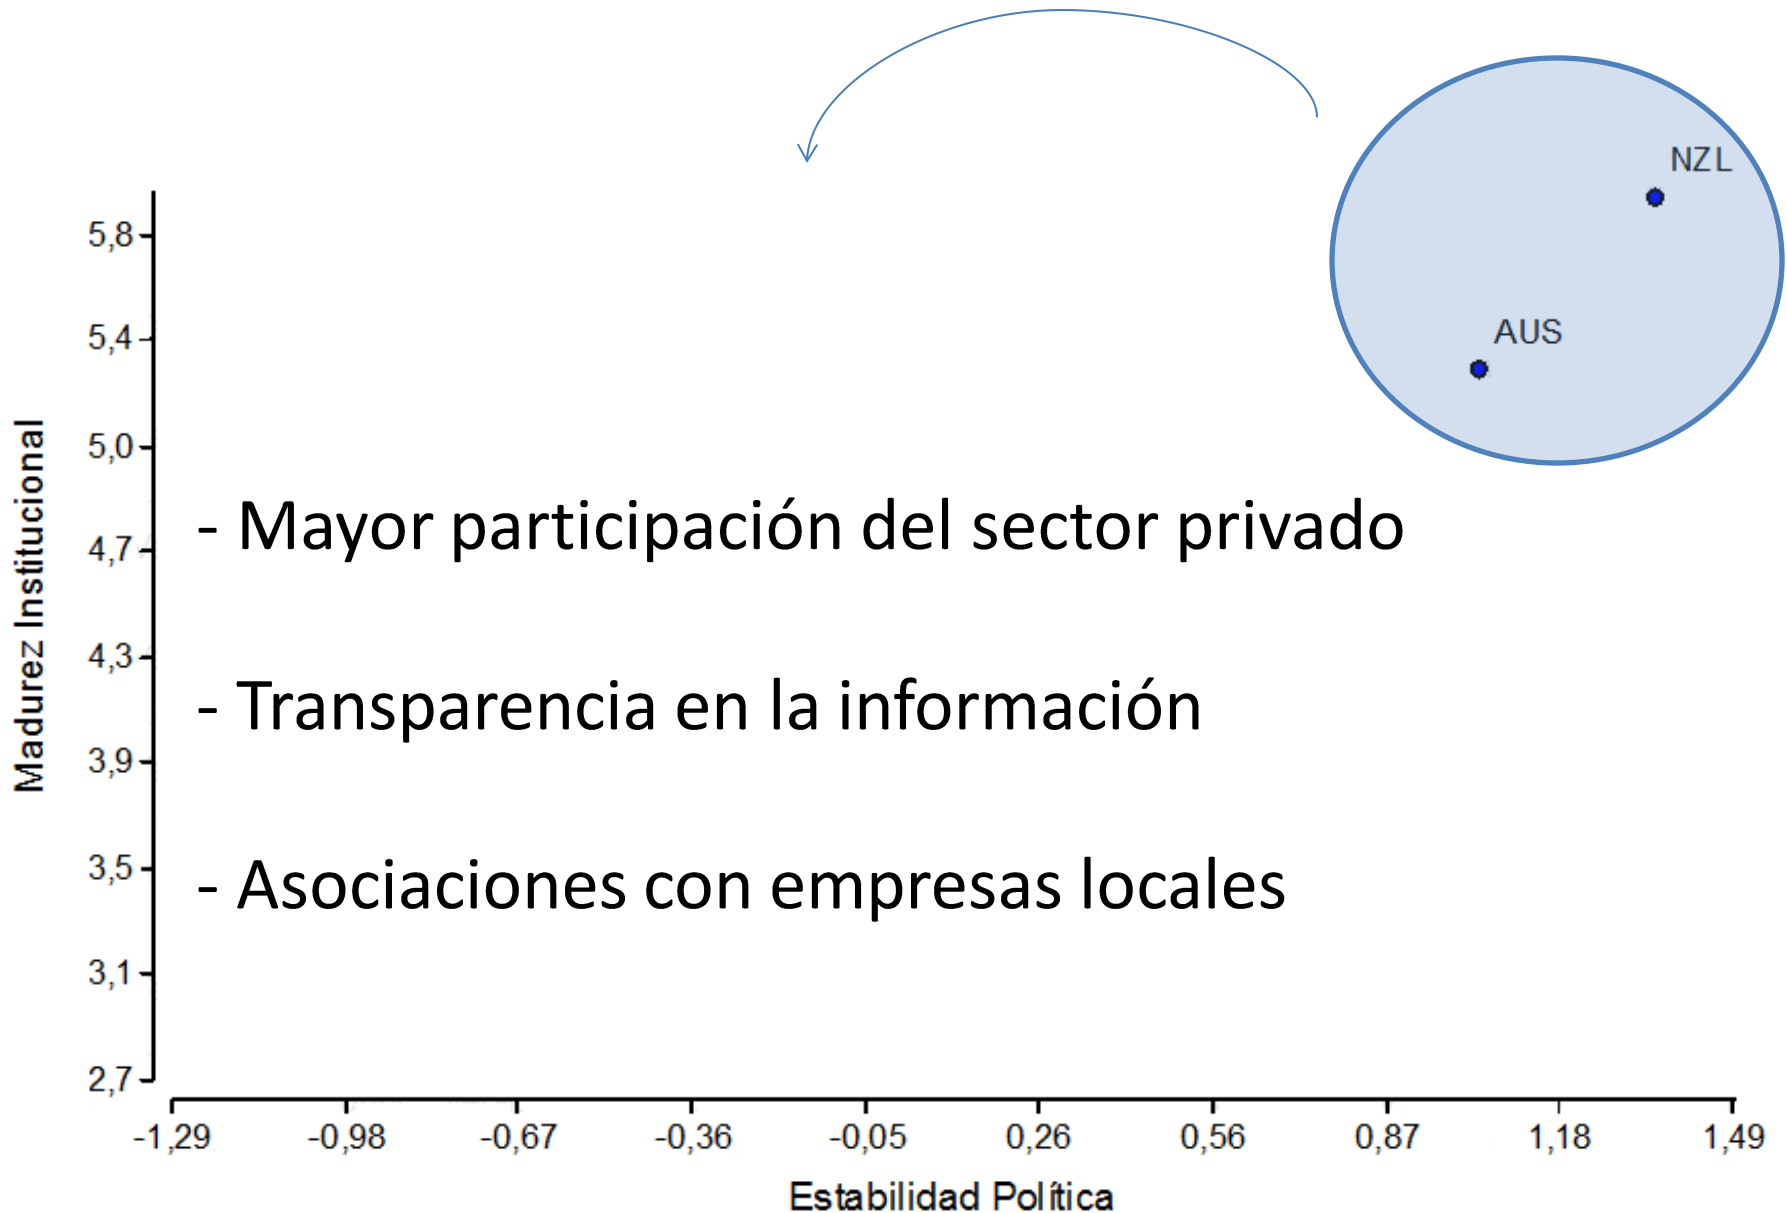 NZL
AUS
5,8
5,4
5,0
4,7
4,3
3,9
3,5
3,1
2,7
Madurez Institucional
- Mayor participación del sector privado
- Transparencia en la información
- Asociaciones con empresas locales
-1,29 -0,98 -0,67 -0,36 -0,05 0,26 0,56 0,87 1,18 1,49
Estabilidad Política